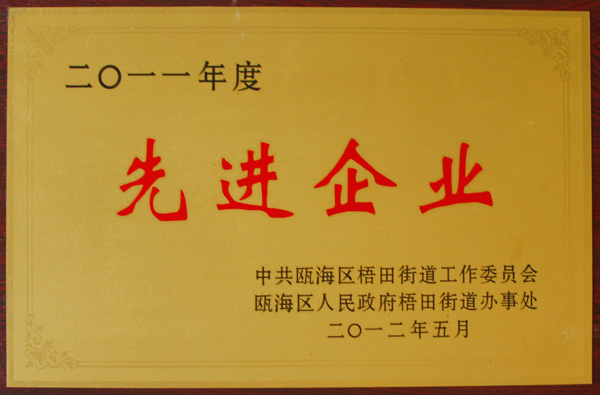 二〇一一年度
先进企业
中共瓯海区梧田街道工作委员会
瓯海区人民政府梧田街道办事处
二〇一二年五月